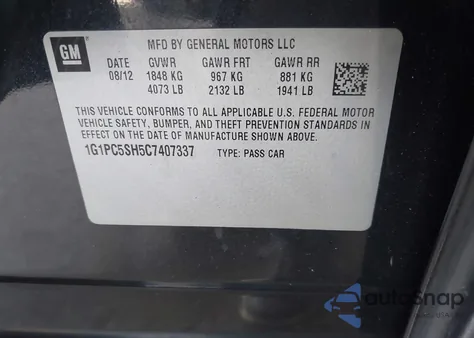 GM
MFD BY GENERAL MOTORS LLC
DATE GVWR GAWR FRT GAWR RR
08/12 1848 KG 967 KG 881 KG
4073 LB 2132 LB 1941 LB
THIS VEHICLE CONFORMS TO ALL APPLICABLE U.S. FEDERAL MOTOR
VEHICLE SAFETY, BUMPER, AND THEFT PREVENTION STANDARDS IN
EFFECT ON THE DATE OF MANUFACTURE SHOWN ABOVE.
1G1PC5SH5C7407337 TYPE: PASS CAR
autoSnap